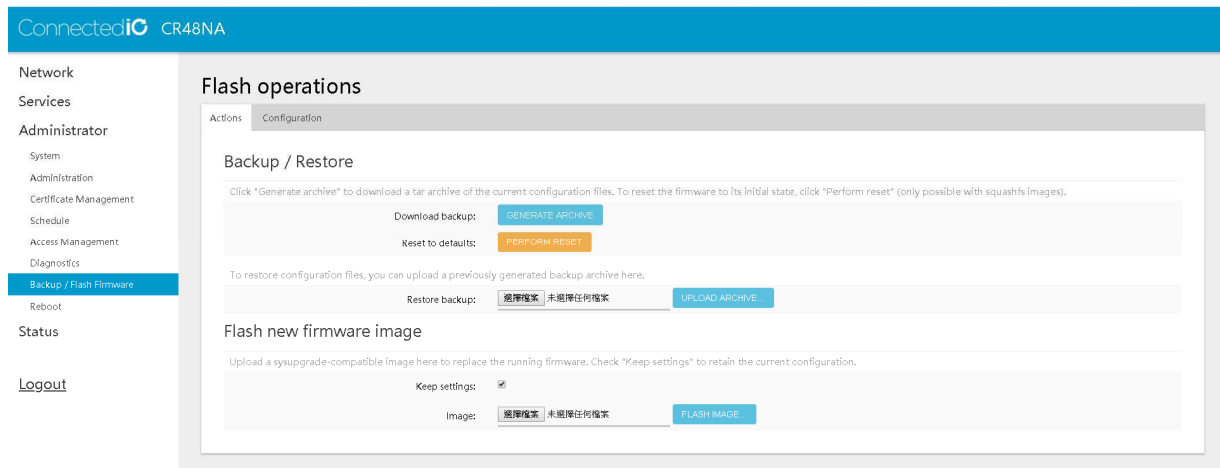 ConnectediO CR48NA
Network
Services
Administrator
System
Administration
Certificate Management
Schedule
Access Management
Diagnostics
Backup / Flash Firmware
Reboot
Status
Logout
Flash operations
Actions Configuration
Backup / Restore
Click "Generate archive" to download a tar archive of the current configuration files. To reset the firmware to its initial state, click "Perform reset" (only possible with squashfs images).
Download backup: GENERATE ARCHIVE
Reset to defaults: PERFORM RESET
To restore configuration files, you can upload a previously generated backup archive here.
Restore backup: 選擇檔案 未選擇任何檔案 UPLOAD ARCHIVE...
Flash new firmware image
Upload a sysupgrade-compatible image here to replace the running firmware. Check "Keep settings" to retain the current configuration.
Keep settings:
Image: 選擇檔案 未選擇任何檔案 FLASH IMAGE...